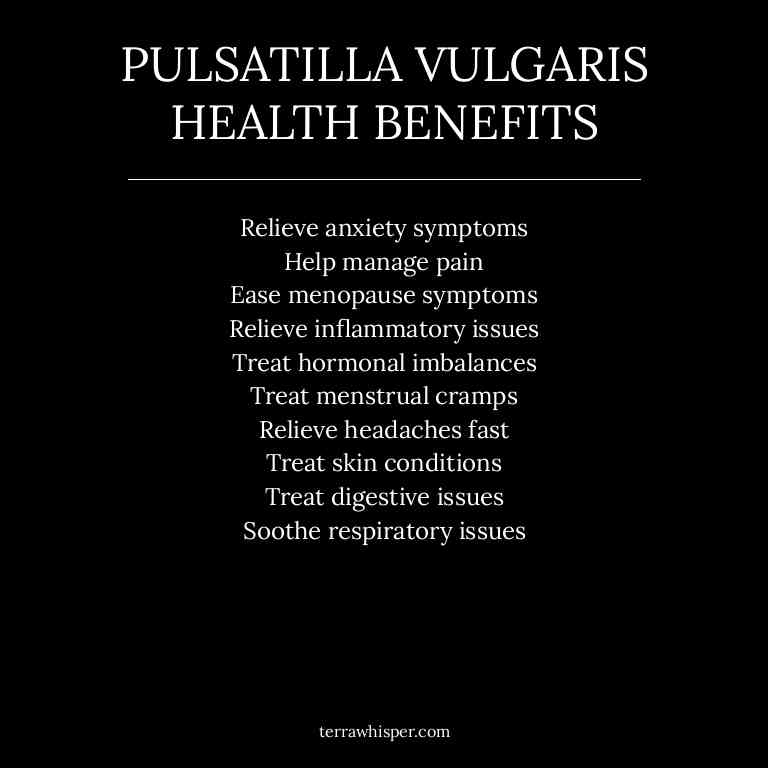 PULSATILLA VULGARIS
HEALTH BENEFITS
Relieve anxiety symptoms
Help manage pain
Ease menopause symptoms
Relieve inflammatory issues
Treat hormonal imbalances
Treat menstrual cramps
Relieve headaches fast
Treat skin conditions
Treat digestive issues
Soothe respiratory issues
terrawhisper.com